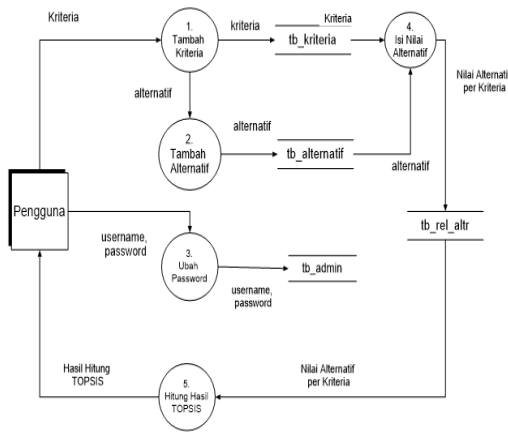 Kriteria
1.
Tambah
Kriteria
kriteria
Kriteria
tb_kriteria
4.
Isi Nilai
Alternatif
Nilai Alternati
per Kriteria
alternatif
2.
Tambah
Alternatif
alternatif
tb_alternatif
alternatif
Pengguna
tb_rel_altr
username,
password
3.
Ubah
Password
tb_admin
username,
password
Hasil Hitung
TOPSIS
5.
Hitung Hasil
TOPSIS
Nilai Alternatif
per Kriteria